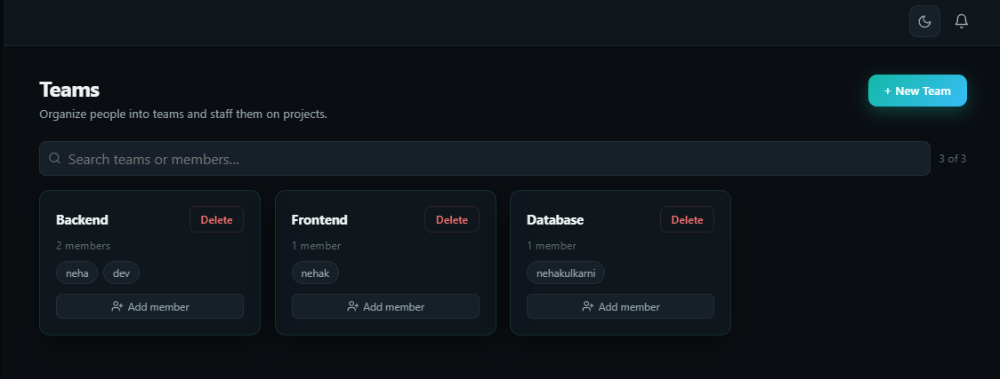 Teams
+ New Team
Organize people into teams and staff them on projects.
Search teams or members...
3 of 3
Backend
Delete
2 members
neha
dev
Add member
Frontend
Delete
1 member
nehak
Add member
Database
Delete
1 member
nehakulkarni
Add member